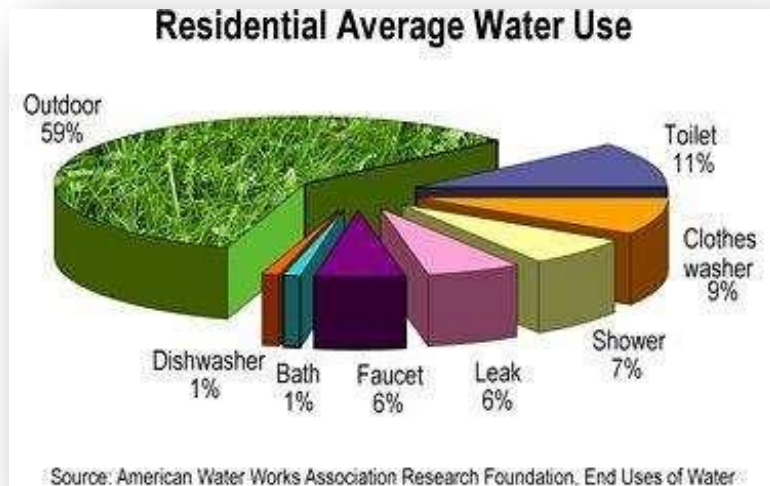 Residential Average Water Use
Outdoor
59%
Toilet
11%
Clothes
washer
9%
Shower
7%
Leak
6%
Faucet
6%
Bath
1%
Dishwasher
1%
Source: American Water Works Association Research Foundation, End Uses of Water